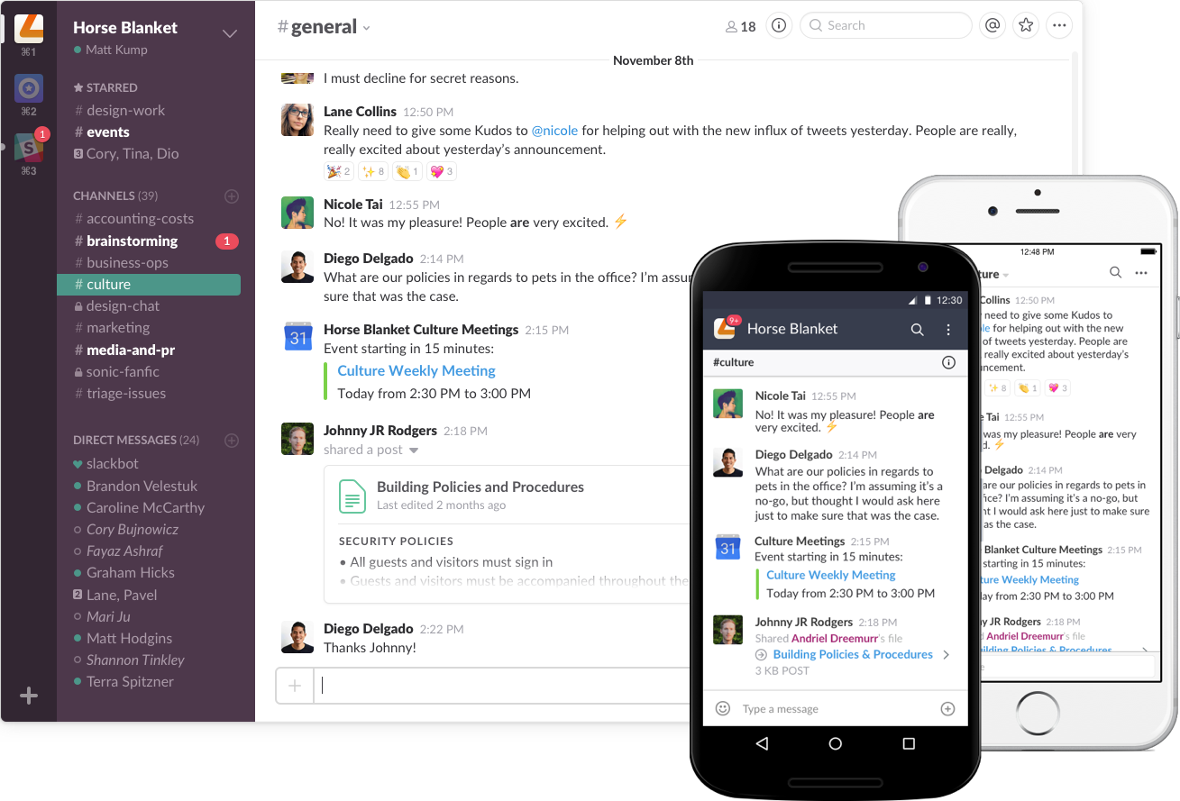 ⌘1
⌘2
1
S
⌘3
Horse Blanket
Matt Kump
STARRED
# design-work
# events
3 Cory, Tina, Dio
CHANNELS (39)
# accounting-costs
# brainstorming 1
# business-ops
# culture
design-chat
# marketing
# media-and-pr
sonic-fanfic
# triage-issues
DIRECT MESSAGES (24)
slackbot
Brandon Velestuk
Caroline McCarthy
Cory Bujnowicz
Fayaz Ashraf
Graham Hicks
2 Lane, Pavel
Mari Ju
Matt Hodgins
Shannon Tinkley
Terra Spitzner
+
#general
18
Search
November 8th
I must decline for secret reasons.
Lane Collins 12:50 PM
Really need to give some Kudos to @nicole for helping out with the new influx of tweets yesterday. People are really,
really excited about yesterday's announcement.
🎉 2 ✨ 8 👏 1 💖 3
Nicole Tai 12:55 PM
No! It was my pleasure! People are very excited. ⚡
Diego Delgado 2:14 PM
What are our policies in regards to pets in the office? I'm assu
sure that was the case.
31
Horse Blanket Culture Meetings 2:15 PM
Event starting in 15 minutes:
Culture Weekly Meeting
Today from 2:30 PM to 3:00 PM
Johnny JR Rodgers 2:18 PM
shared a post
Building Policies and Procedures
Last edited 2 months ago
SECURITY POLICIES
• All guests and visitors must sign in
• Guests and visitors must be accompanied throughout the
Diego Delgado 2:22 PM
Thanks Johnny!
+
12:30
9+
Horse Blanket
#culture
Nicole Tai 12:55 PM
No! It was my pleasure! People are
very excited. ⚡
Diego Delgado 2:14 PM
What are our policies in regards to
pets in the office? I'm assuming it's a
no-go, but thought I would ask here
just to make sure that was the case.
31
Culture Meetings 2:15 PM
Event starting in 15 minutes:
Culture Weekly Meeting
Today from 2:30 PM to 3:00 PM
Johnny JR Rodgers 2:18 PM
Shared Andriel Dreemurr's file
Building Policies & Procedures
3 KB POST
Type a message
12:48 PM
ture
Collins 12:50 PM
need to give some Kudos to
le for helping out with the new
influx of tweets yesterday. People are
really excited about yesterday's
ncement.
✨ 8 👏 1 💖 3
Tai 12:55 PM
was my pleasure! People are very
d. ⚡
Delgado 2:14 PM
are our policies in regards to pets in
fice? I'm assuming it's a no-go, but
ht I would ask here just to make sure
as the case.
Blanket Culture Meetings 2:15 PM
starting in 15 minutes:
ture Weekly Meeting
ay from 2:30 PM to 3:00 PM
ny JR Rodgers 2:18 PM
Andriel Dreemurr's file
ilding Policies & Procedures